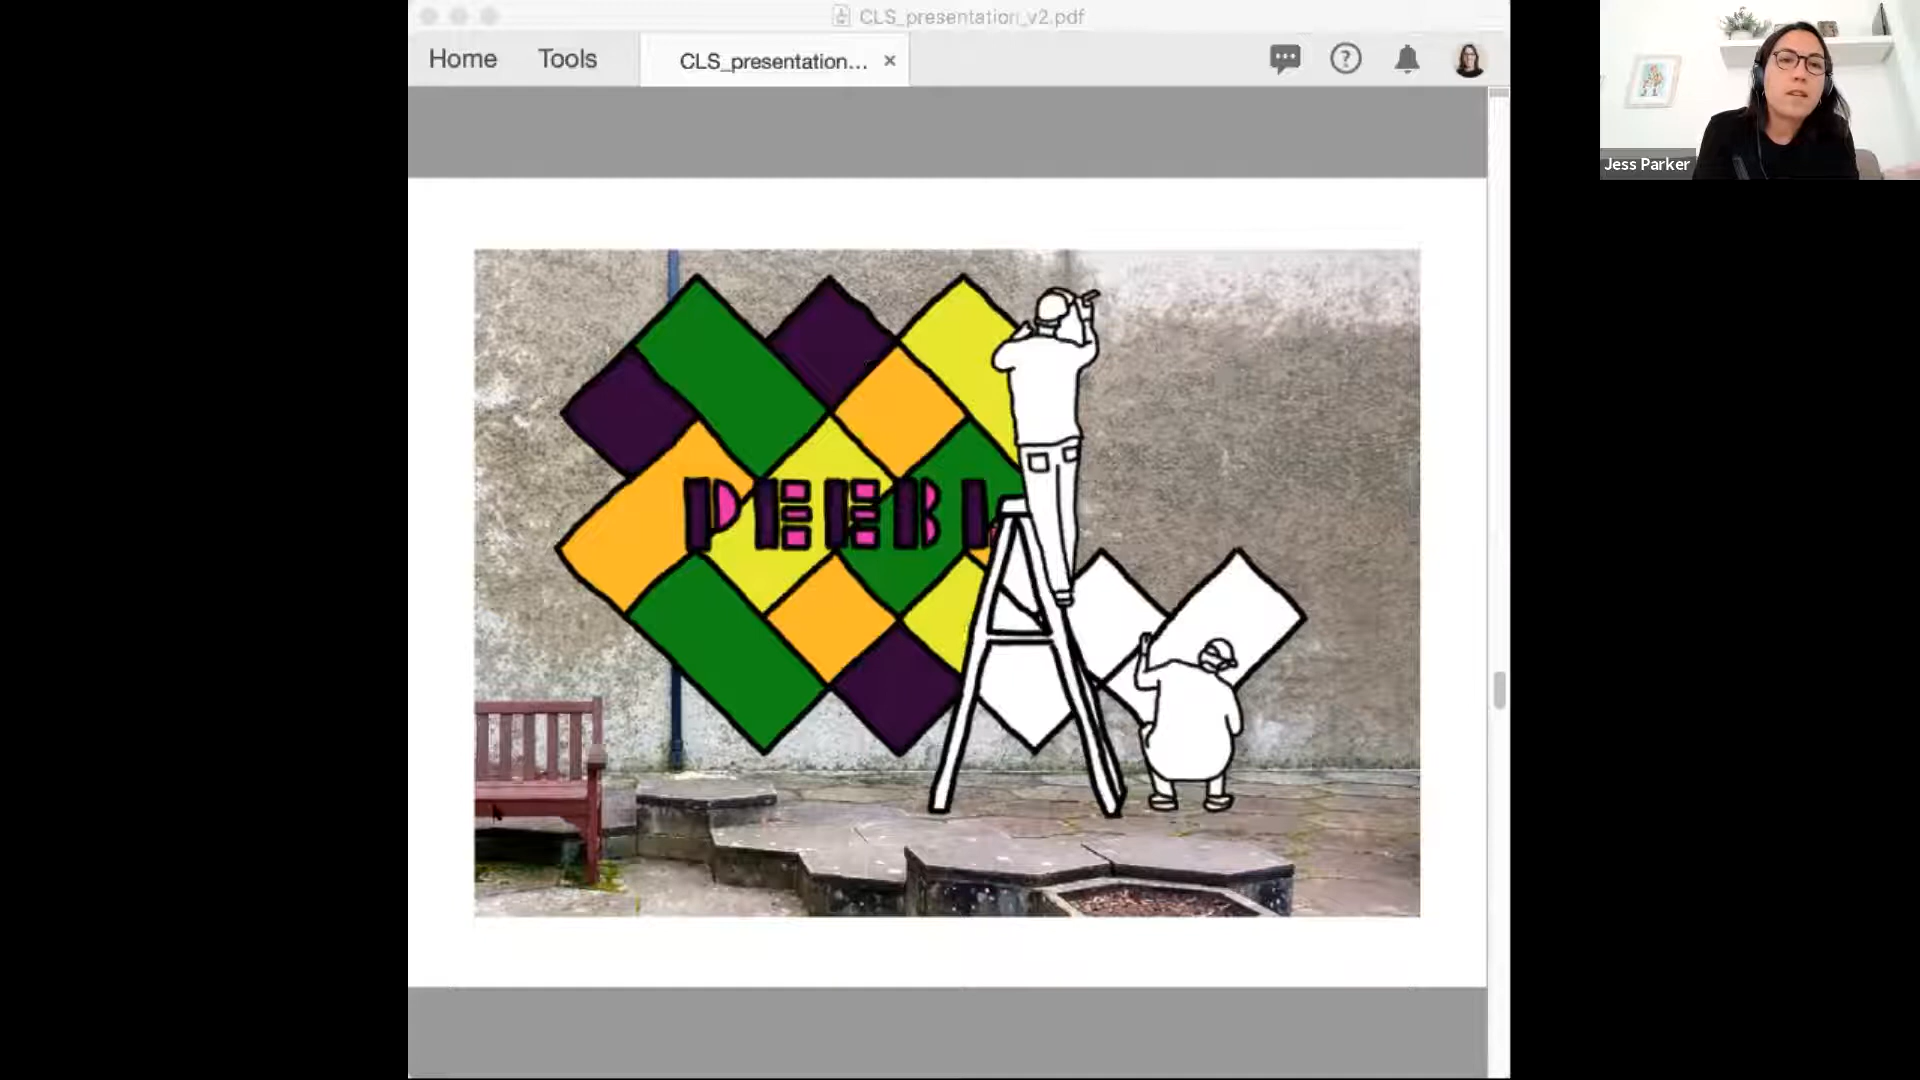 CLS_presentation_v2.pdf
Home
Tools
CLS_presentation...
Jess Parker
PEEBL